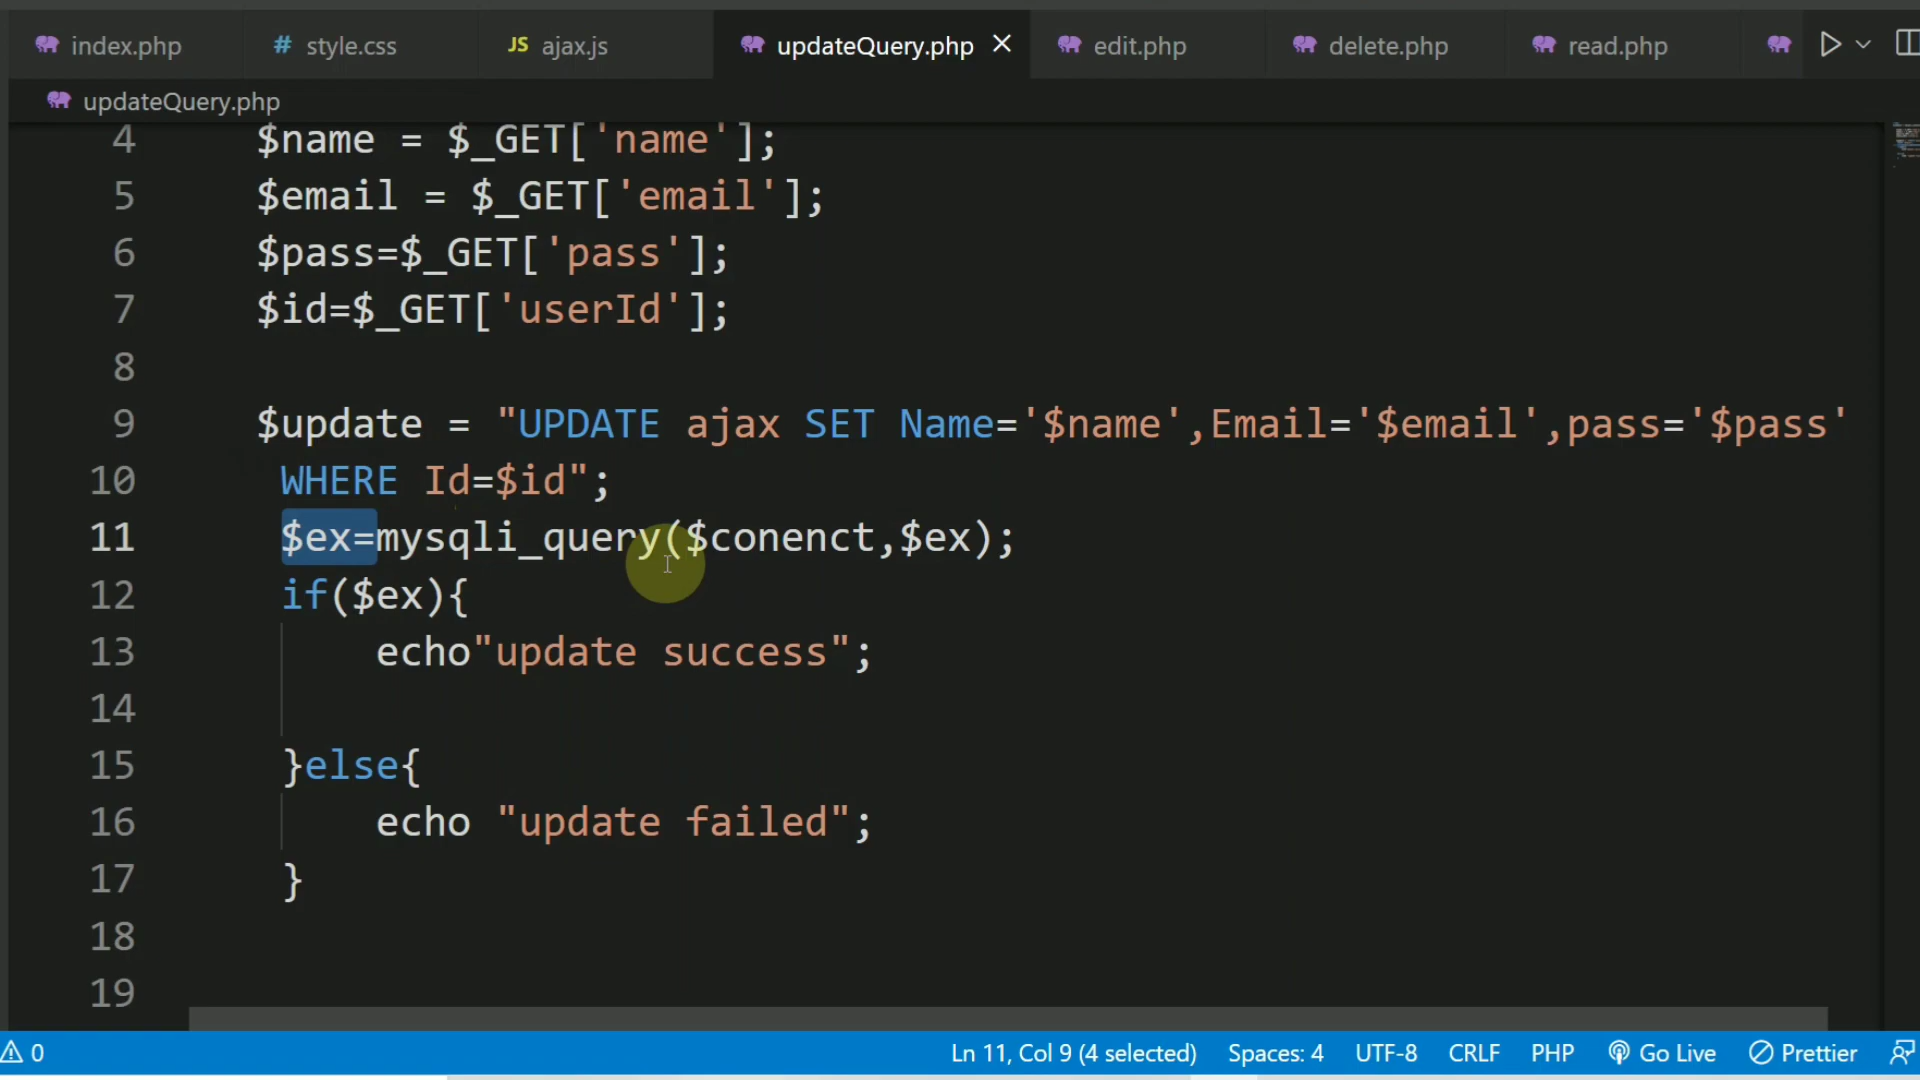 index.php # style.css JS ajax.js updateQuery.php edit.php delete.php read.php
updateQuery.php
4 $name = $_GET['name'];
5 $email = $_GET['email'];
6 $pass=$_GET['pass'];
7 $id=$_GET['userId'];
8
9 $update = "UPDATE ajax SET Name='$name',Email='$email',pass='$pass'
10 WHERE Id=$id";
11 $ex=mysqli_query($conenct,$ex);
12 if($ex){
13 echo"update success";
14
15 }else{
16 echo "update failed";
17 }
18
19
0 Ln 11, Col 9 (4 selected) Spaces: 4 UTF-8 CRLF PHP Go Live Prettier